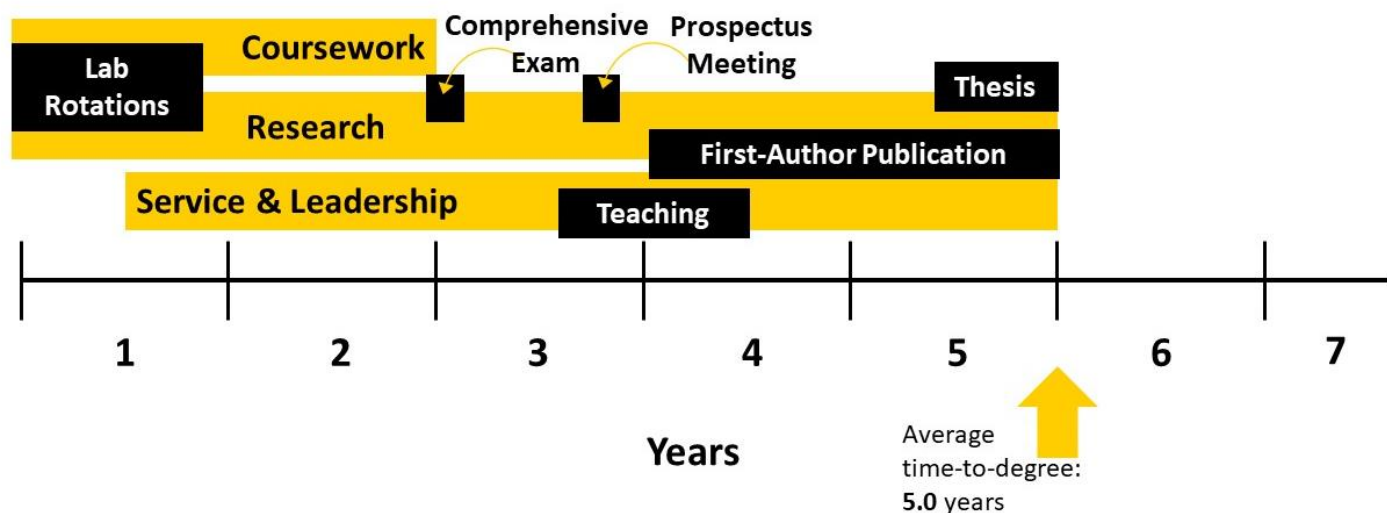 Coursework
Comprehensive
Exam
Prospectus
Meeting
Lab
Rotations
Thesis
Research
First-Author Publication
Service & Leadership
Teaching
1 2 3 4 5 6 7
Years
Average
time-to-degree:
5.0 years